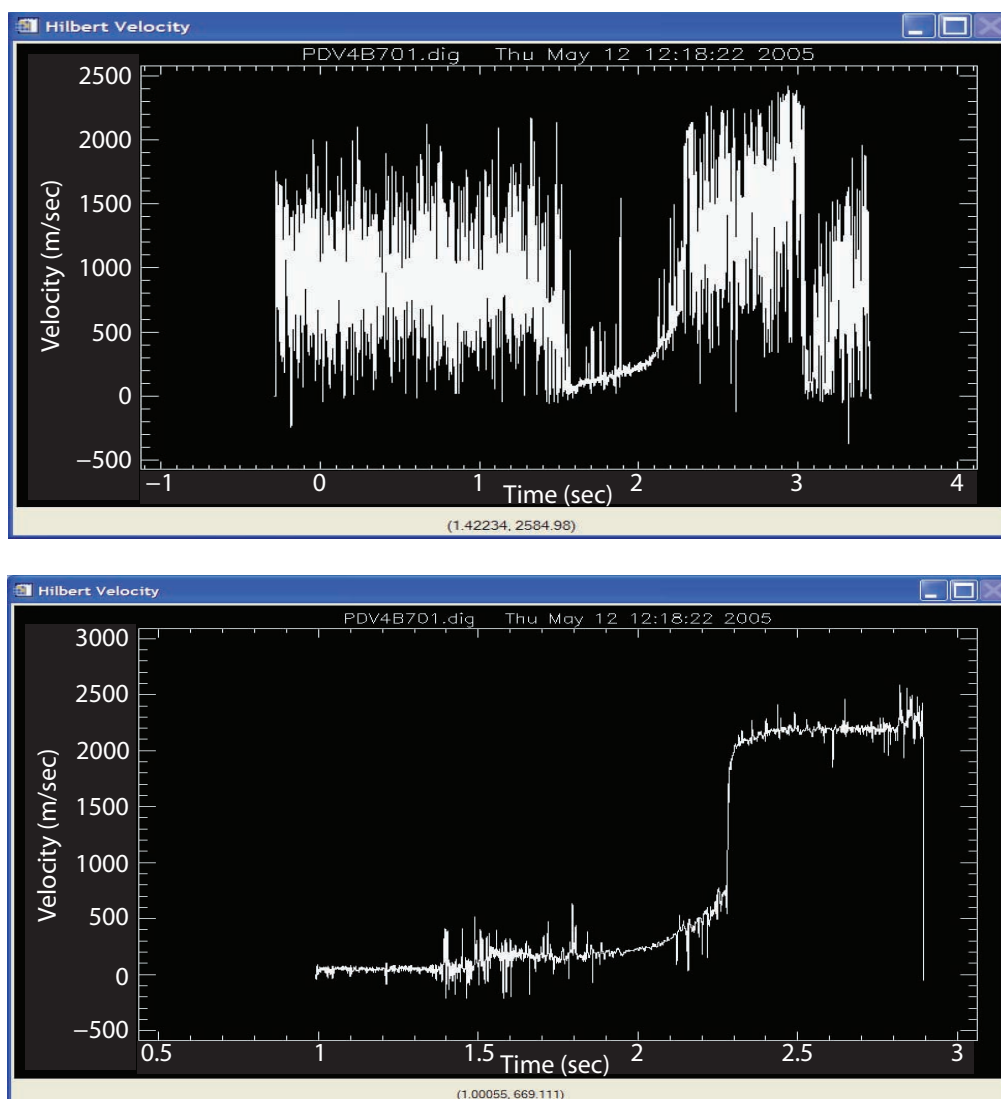 Hilbert Velocity
PDV4B701.dig Thu May 12 12:18:22 2005
2500
2000
1500
1000
500
0
−500
Velocity (m/sec)
−1 0 1 2 3 4
Time (sec)
(1.42234, 2584.98)
Hilbert Velocity
PDV4B701.dig Thu May 12 12:18:22 2005
3000
2500
2000
1500
1000
500
0
−500
Velocity (m/sec)
0.5 1 1.5 2 2.5 3
Time (sec)
(1.00055, 669.111)